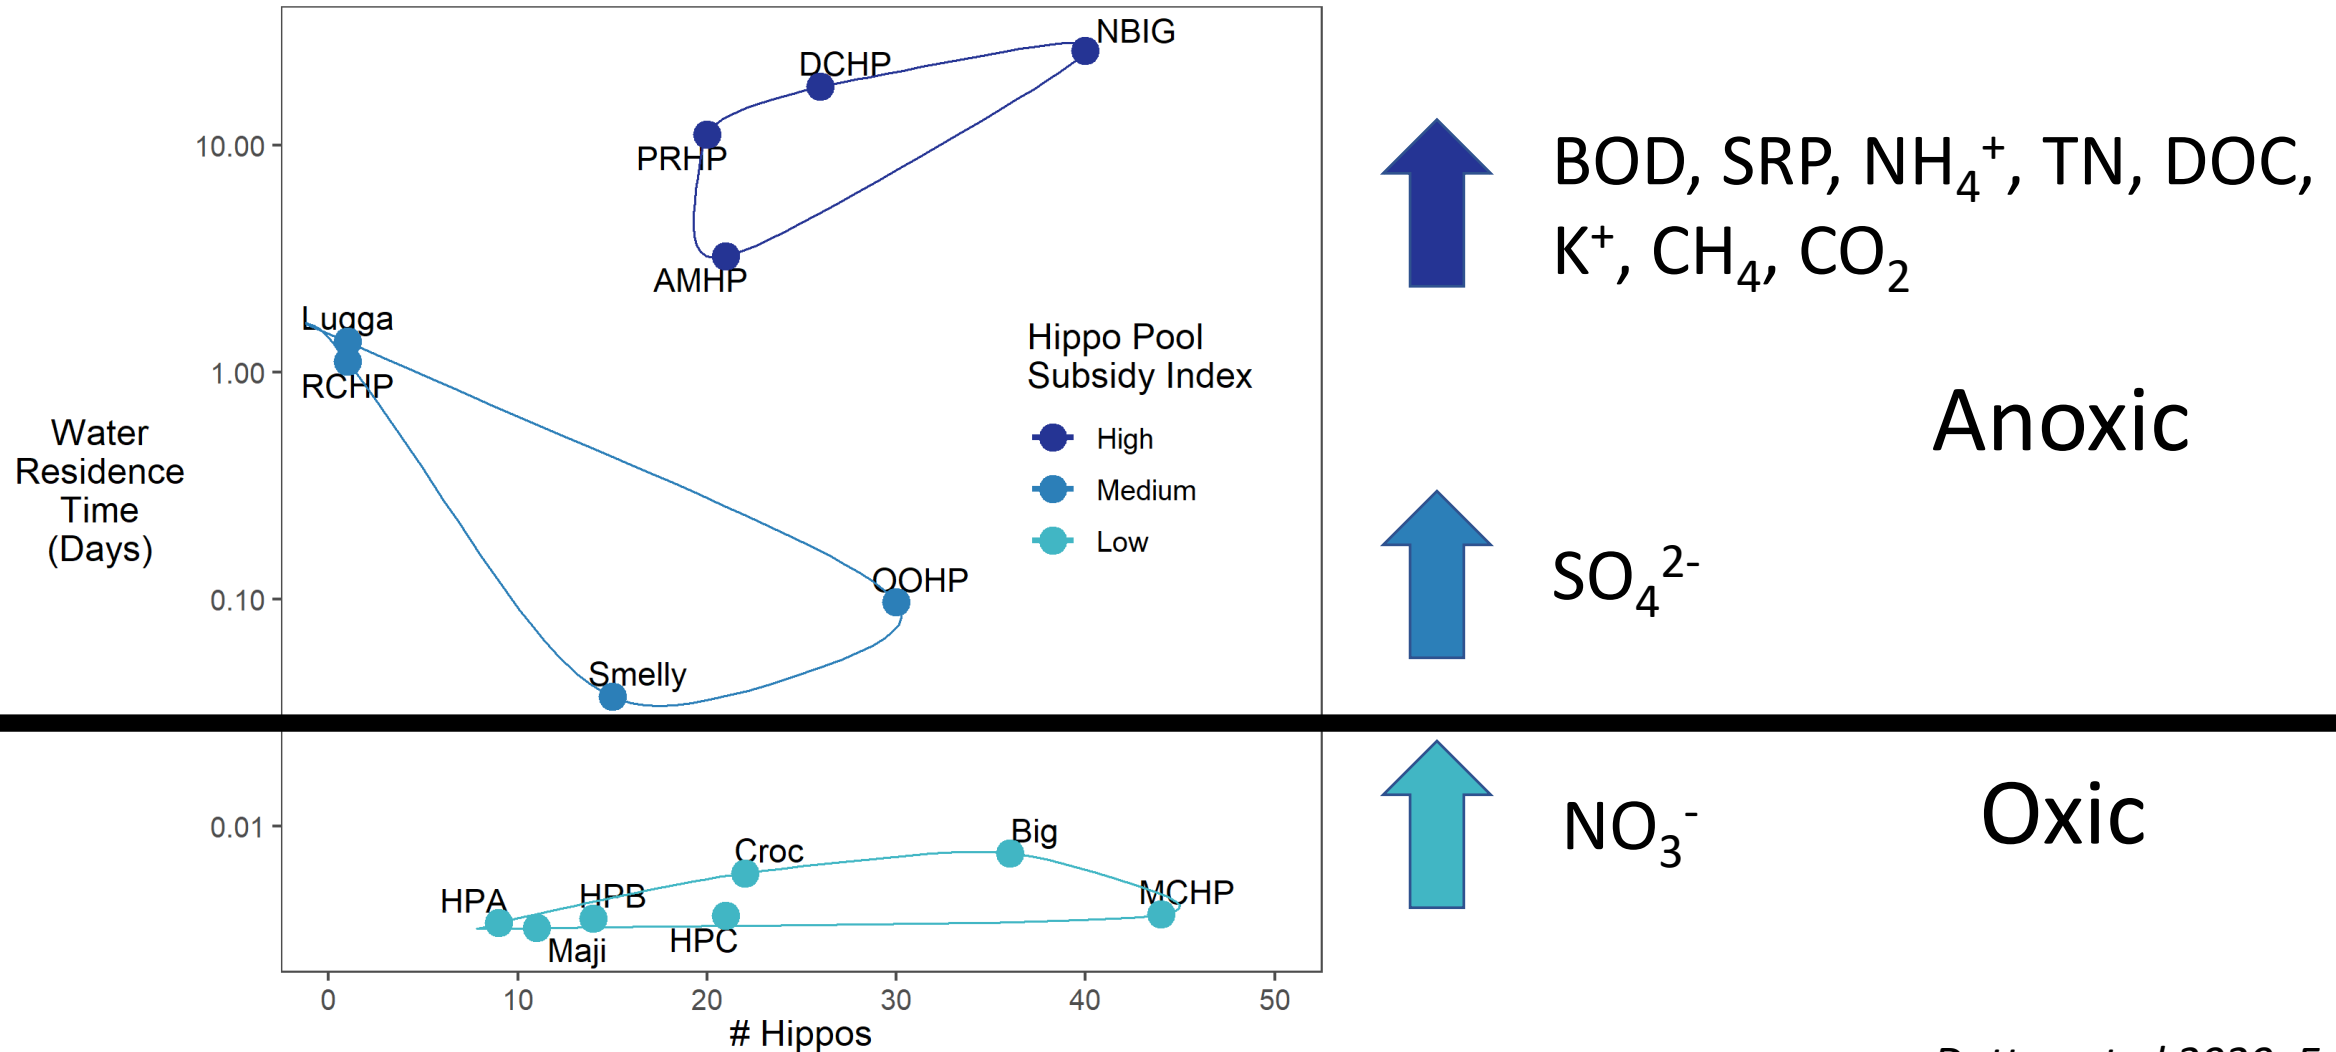 NBIG
DCHP
PRHP
AMHP
10.00
Lugga
RCHP
1.00
Water
Residence
Time
(Days)
0.10
OOHP
Smelly
Hippo Pool
Subsidy Index
High
Medium
Low
0.01
Big
Croc
HPA
HPB
MCHP
Maji
HPC
0 10 20 30 40 50
# Hippos
BOD, SRP, NH₄⁺, TN, DOC,
K⁺, CH₄, CO₂
Anoxic
SO₄²⁻
NO₃⁻
Oxic